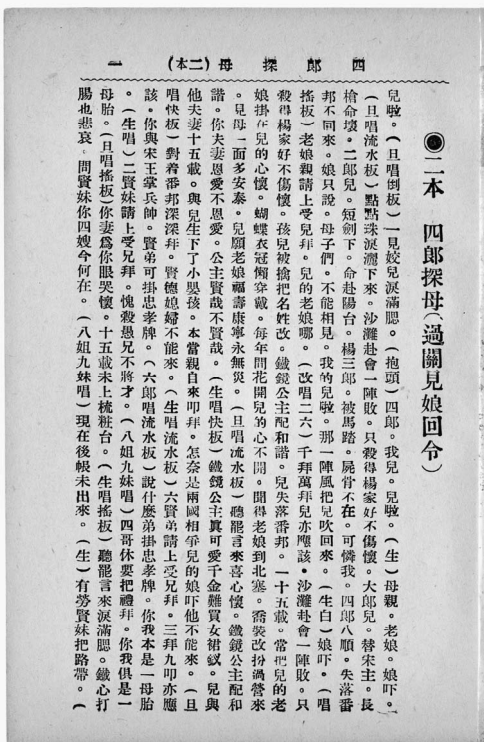 四郎探母（二本）　一
◉二本　四郎探母（過關見娘回令）
兒啦。（旦唱倒板）一見姣兒淚滿腮。（抱頭）四郎。我兒。兒啦。（生）母親。老娘。娘吓。
（旦唱流水板）點點珠淚灑下來。沙灘赴會一陣敗。只殺得楊家好不傷懷。大郎兒。替宋主。長
槍命壞。二郎兒。短劍下。命赴陽台。楊三郎。被馬踏。屍骨不在。可憐我。四郎八順。失落番
邦不同來。娘只說。母子們。不能相見。我的兒啦。那一陣風把兒吹回來。（生白）娘吓。（唱
搖板）老娘親請上受兒拜。兒的老娘哪。（改唱二六）千拜萬拜兒亦應該。沙灘赴會一陣敗。只
殺得楊家好不傷懷。孩兒被擒把名姓改。鐵鏡公主配和諧。兒失落番邦。一十五載。常把兒的老
娘掛在兒的心懷。蝴蝶衣冠懶穿戴。每年間花開兒的心不開。聞得老娘到北塞。喬裝改扮過營來
。見母一面多安泰。兒願老娘福壽康寧永無災。（旦唱流水板）聽罷言來喜心懷。鐵鏡公主配和
諧。你夫妻恩愛不恩愛。公主賢哉不賢哉。（生唱快板）鐵鏡公主真可愛千金難買女裙釵。兒與
他夫妻十五載。與兒生下了小嬰孩。本當親自來叩拜。怎奈是兩國相爭兒的娘吓他不能來。（旦
唱快板）對着番邦深深拜。賢德媳婦不能來。（生唱流水板）六賢弟請上受兄拜。三拜九叩亦應
該。你與宋王掌兵帥。賢弟可掛忠孝牌。（六郎唱流水板）說什麼弟掛忠孝牌。你我本是一母胎
。（生唱）二賢妹請上受兄拜。愧殺愚兄不將才。（八姐九妹唱）四哥休要把禮拜。你我俱是一
母胎。（旦唱搖板）你妻爲你眼哭壞。十五載未上梳粧台。（生唱搖板）聽罷言來淚滿腮。鐵心打
腸也悲哀。問賢妹你四嫂今何在。（八姐九妹唱）現在後帳未出來。（生）有勞賢妹把路帶。（